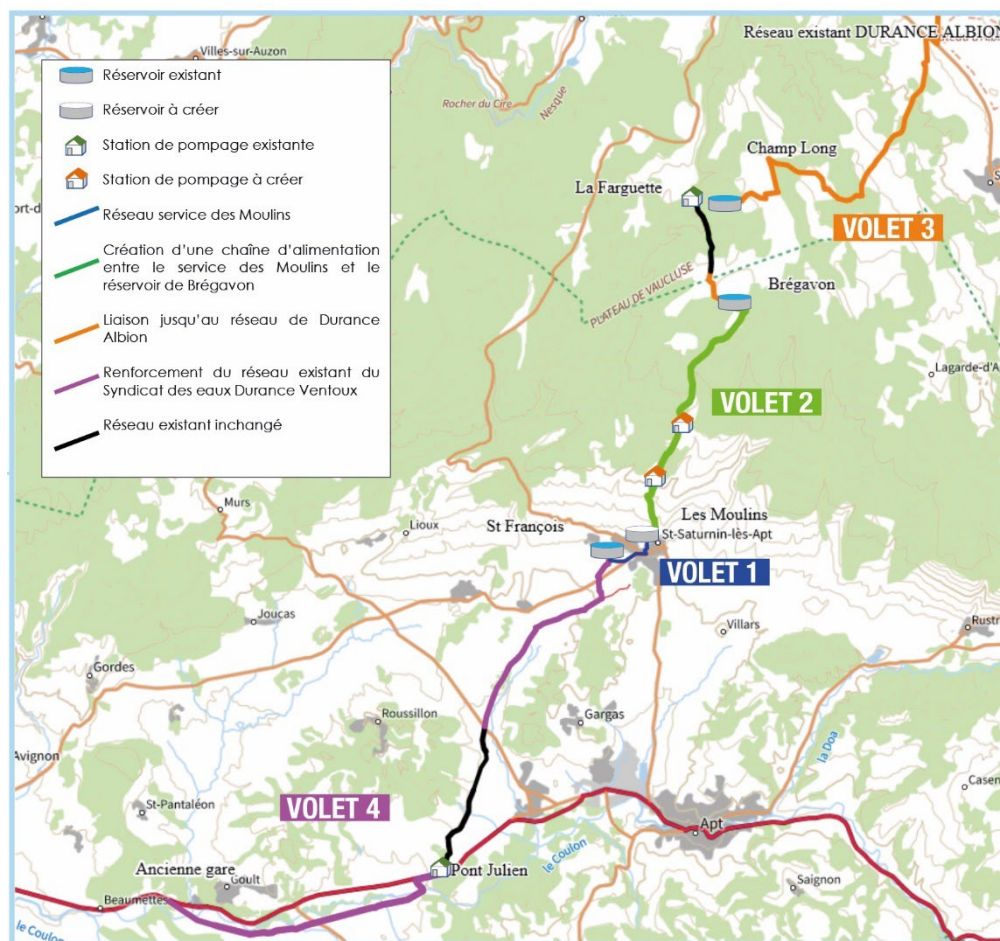 Réseau existant DURANCE ALBION
Villes-sur-Auzon
Réservoir existant
Réservoir à créer
Station de pompage existante
Station de pompage à créer
Réseau service des Moulins
Création d'une chaîne d'alimentation
entre le service des Moulins et le
réservoir de Brégavon
Liaison jusqu'au réseau de Durance
Albion
Renforcement du réseau existant du
Syndicat des eaux Durance Ventoux
Réseau existant inchangé
Rocher du Cire
Nesque
Champ Long
La Farguette
VOLET 3
PLATEAU DE VAUCLUSE
Brégavon
Lagarde-d'A
VOLET 2
Murs
Lioux
St François
Les Moulins
St-Saturnin-lès-Apt
VOLET 1
Joucas
Villars
Rustr
Gordes
Roussillon
Gargas
la Doa
Avignon
Casen
St-Pantaléon
VOLET 4
Apt
le Coulon
Ancienne gare
Pont Julien
Goult
Saignon
Beaumettes
le Coulon